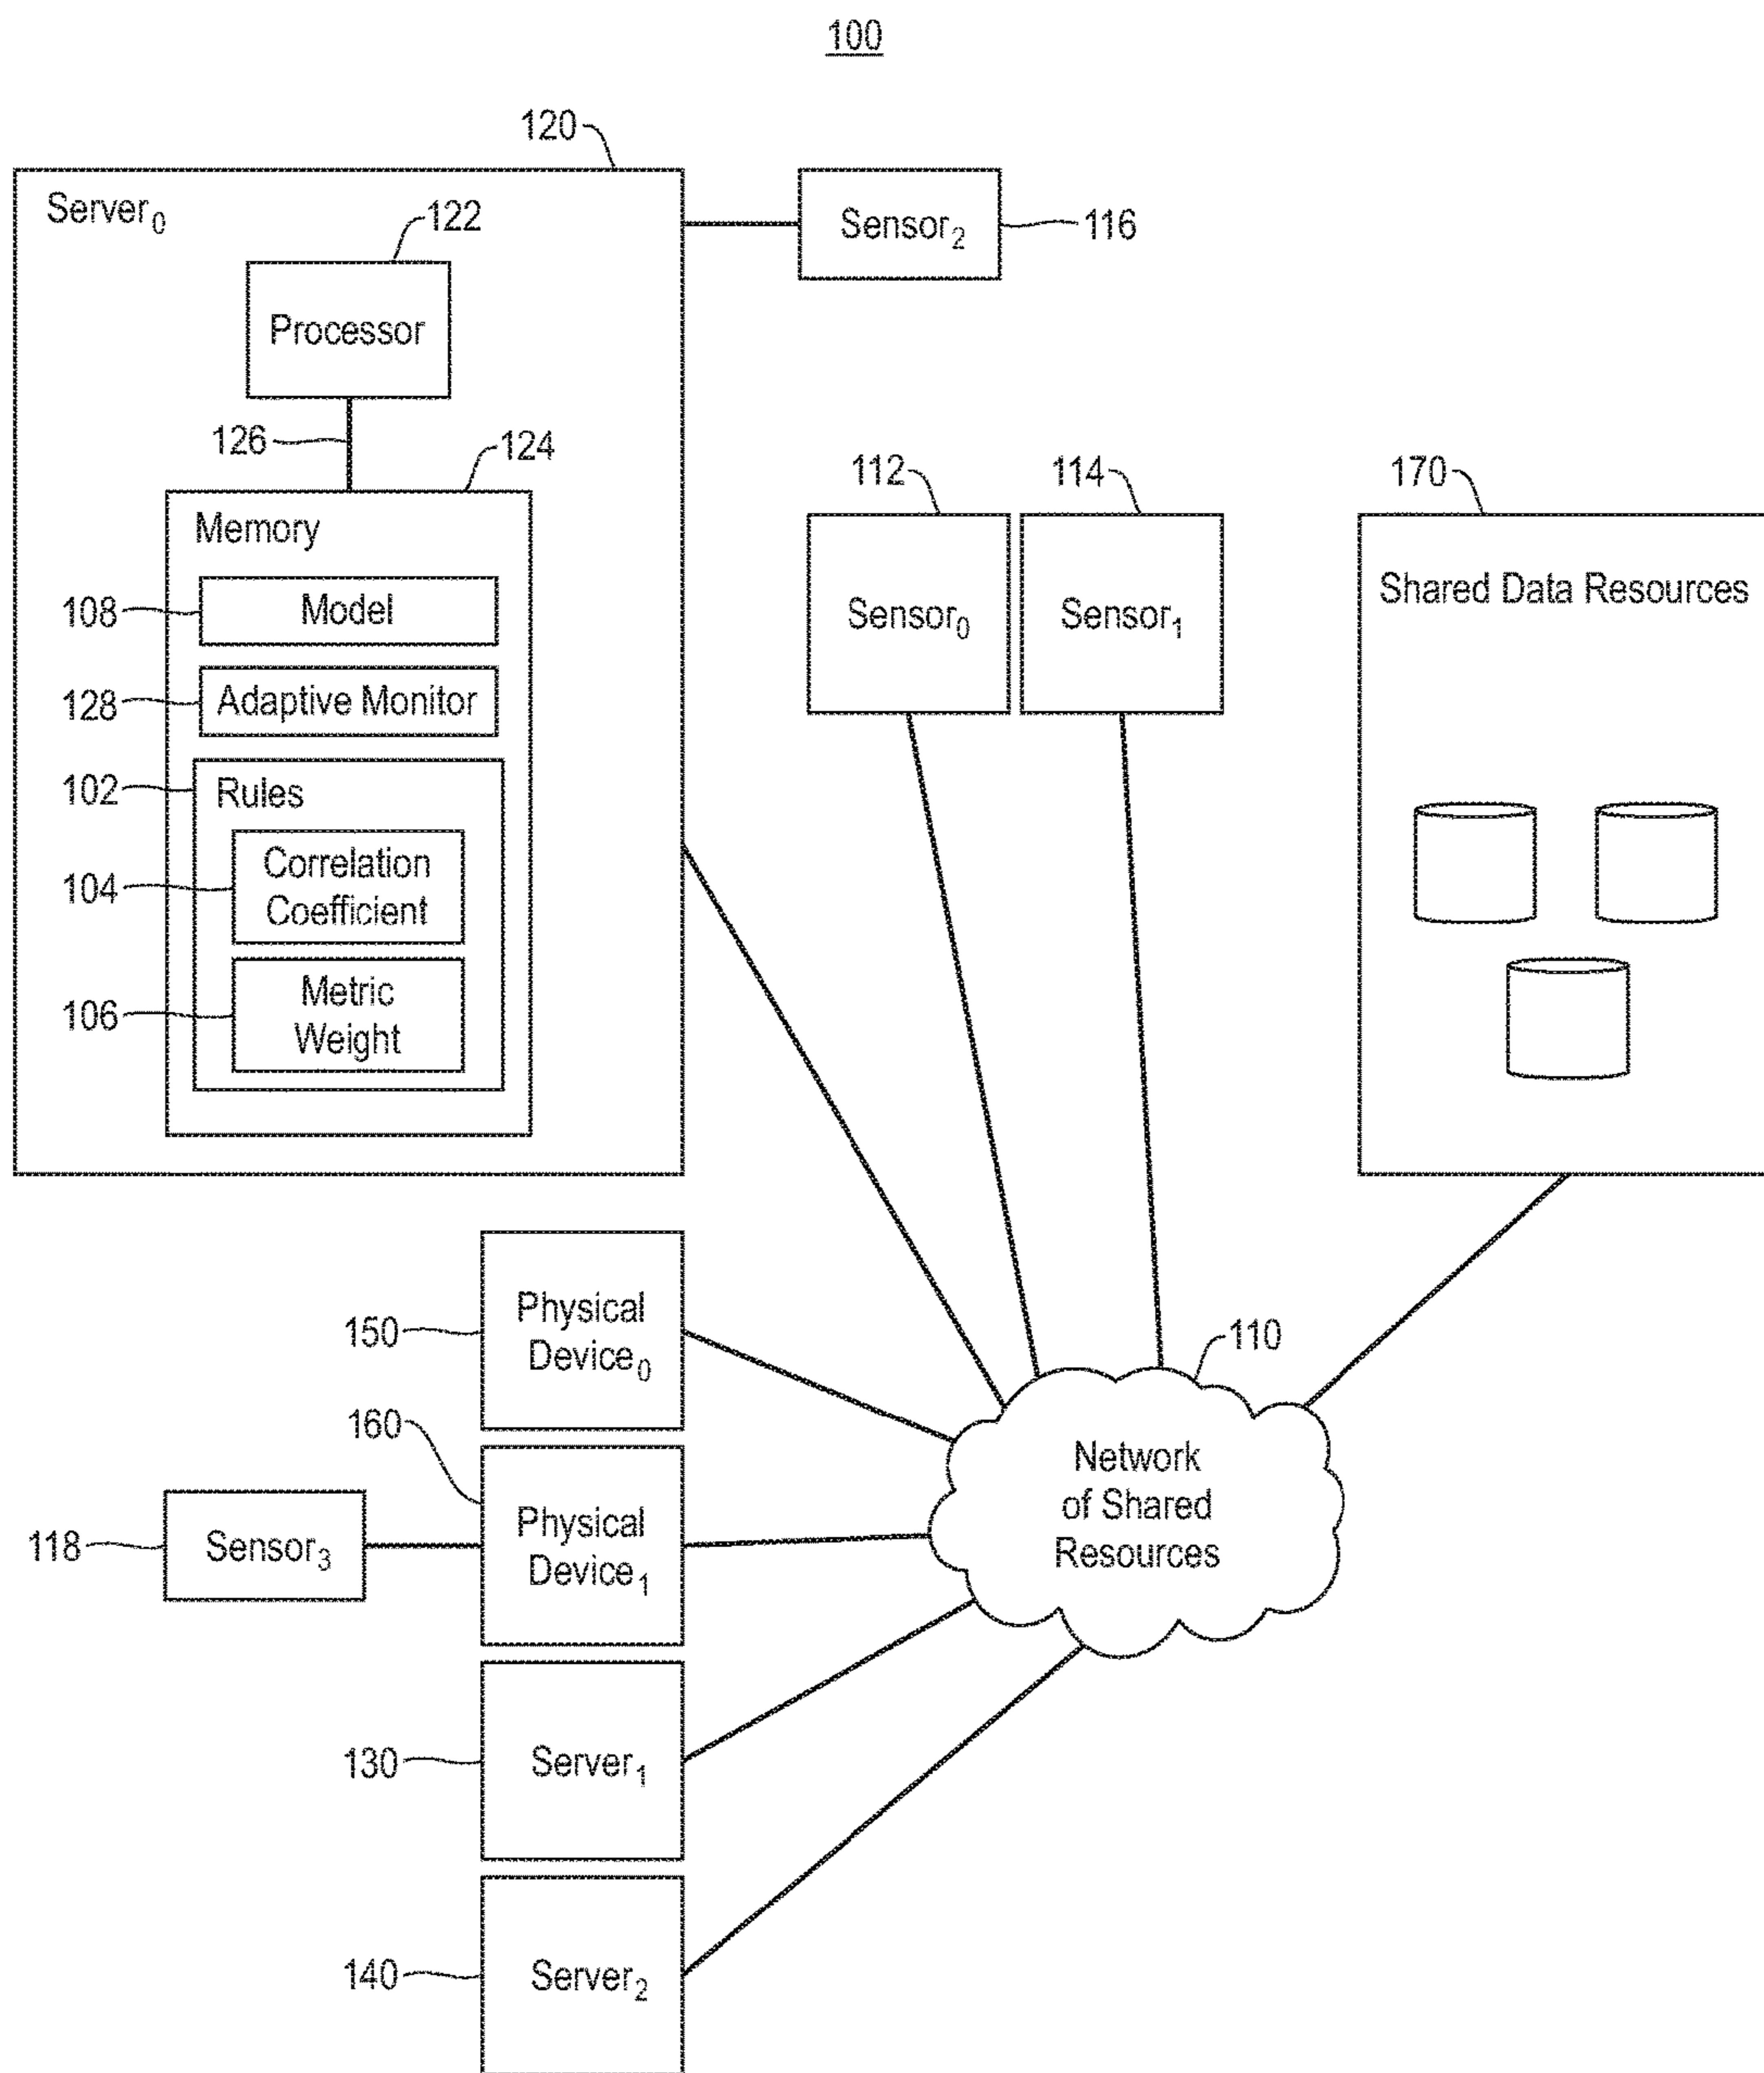 100
120
Server₀
122
Sensor₂
116
Processor
126
124
112
114
170
Memory
Shared Data Resources
108
Model
Sensor₀
Sensor₁
128
Adaptive Monitor
102
Rules
104
Correlation
Coefficient
106
Metric
Weight
150
Physical
Device₀
110
160
Network
of Shared
Resources
118
Sensor₃
Physical
Device₁
130
Server₁
140
Server₂